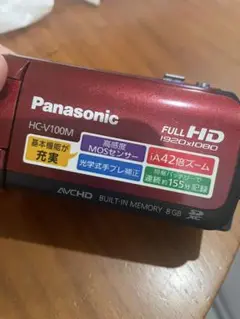 Panasonic
HC-V100M
FULL HD
1920x1080
基本機能が
充実
高感度
MOSセンサー
iA42倍ズーム
光学式手ブレ補正
付属バッテリーで
連続約155分記録
AVCHD
BUILT-IN MEMORY 8GB